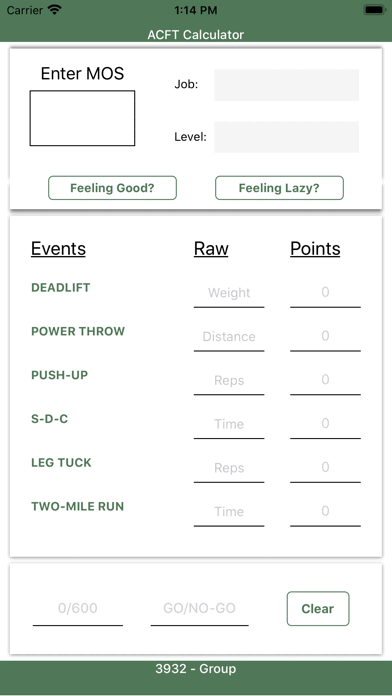 Carrier 1:14 PM
ACFT Calculator
Enter MOS
Job:
Level:
Feeling Good? Feeling Lazy?
Events Raw Points
DEADLIFT Weight 0
POWER THROW Distance 0
PUSH-UP Reps 0
S-D-C Time 0
LEG TUCK Reps 0
TWO-MILE RUN Time 0
0/600 GO/NO-GO Clear
3932 - Group